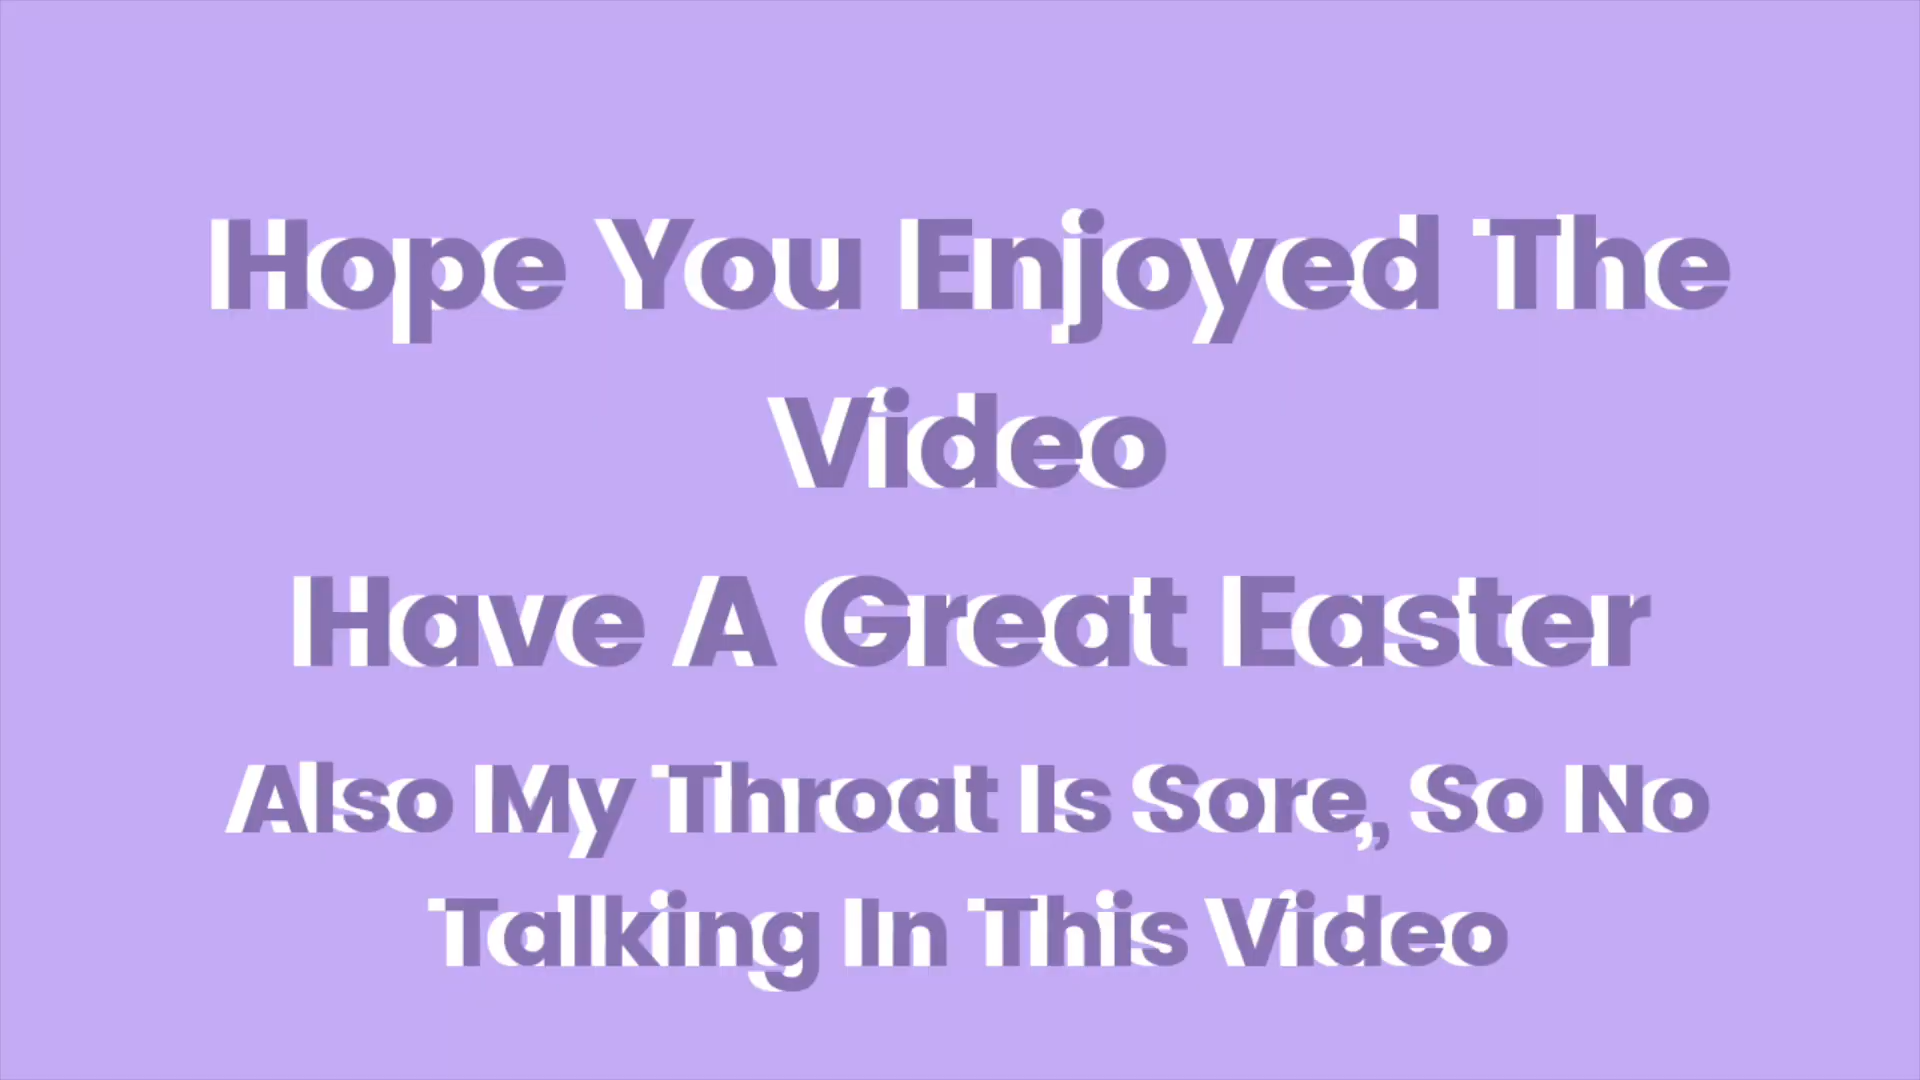 Hope You Enjoyed The
Video
Have A Great Easter
Also My Throat Is Sore, So No
Talking In This Video